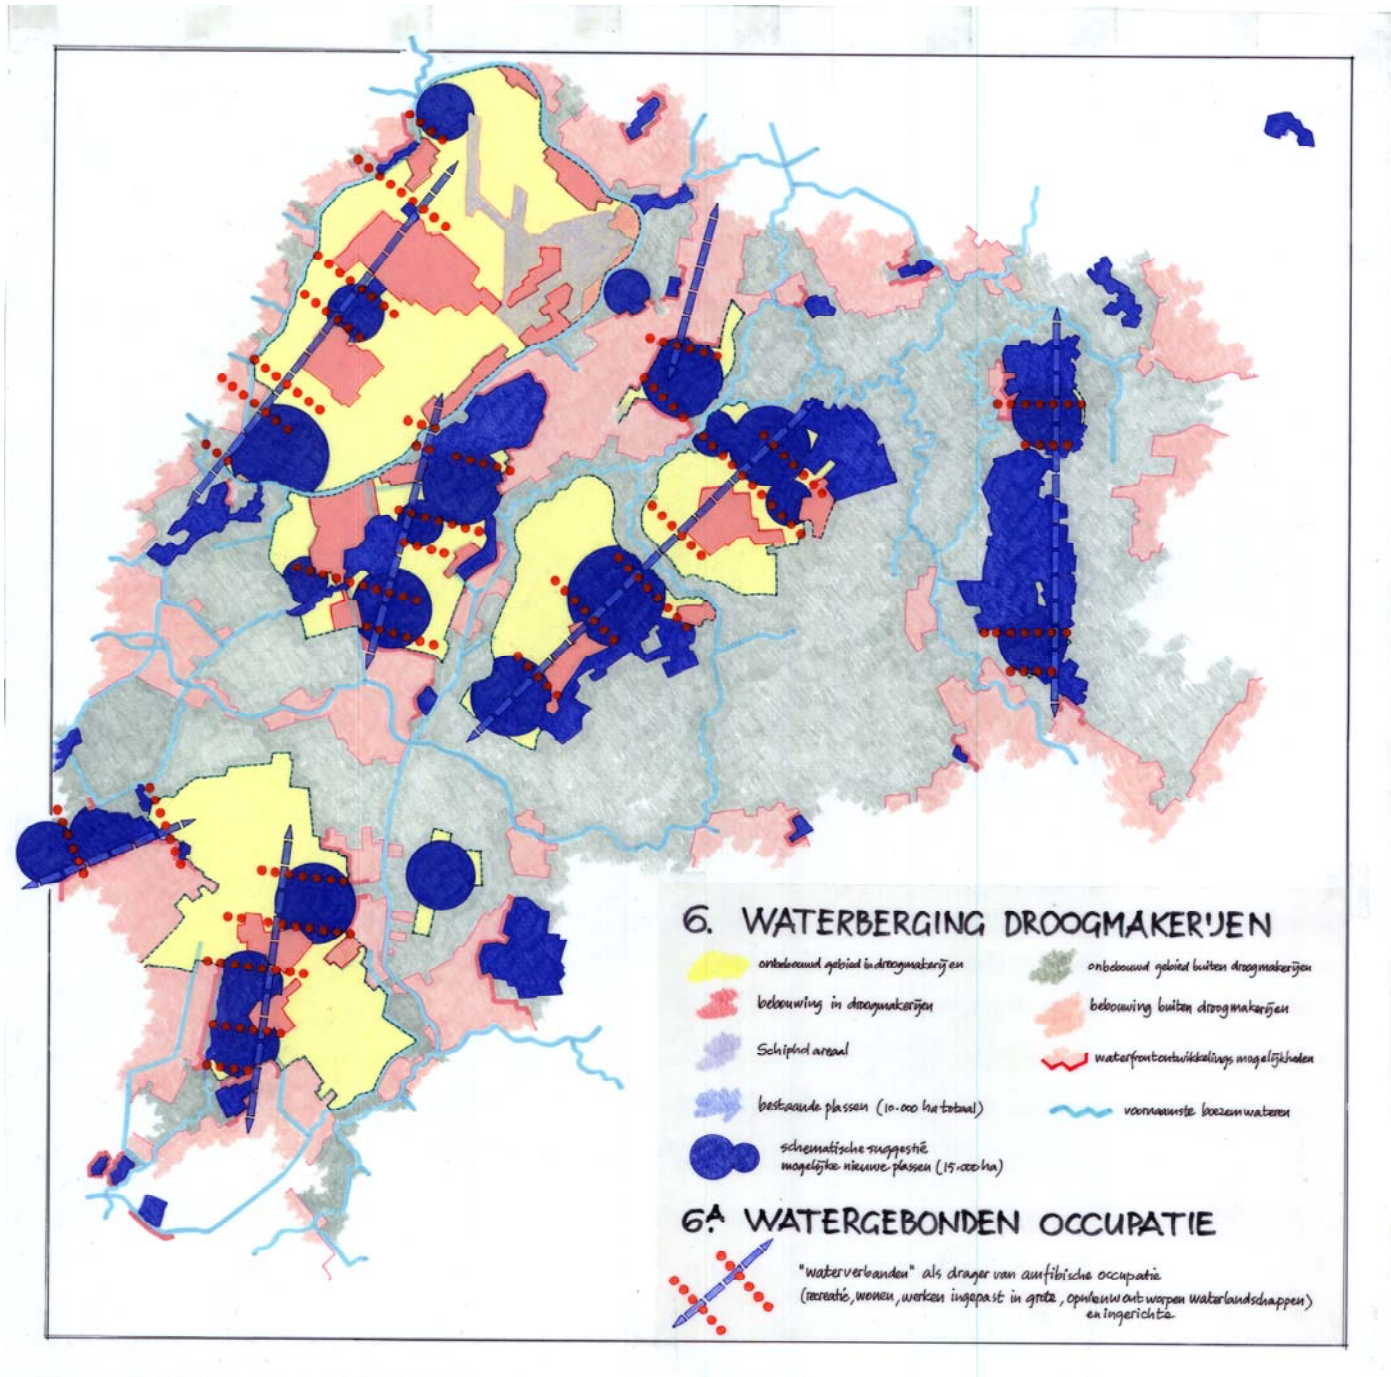 6. WATERBERGING DROOGMAKERIJEN
onbebouwd gebied in droogmakerijen
bebouwing in droogmakerijen
Schiphol areaal
bestaande plassen (10.000 ha totaal)
schematische suggestie
mogelijke nieuwe plassen (15.000 ha)
onbebouwd gebied buiten droogmakerijen
bebouwing buiten droogmakerijen
waterfrontontwikkelings mogelijkheden
voornaamste boezemwateren
6A WATERGEBONDEN OCCUPATIE
"waterverbanden" als drager van amfibische occupatie
(recreatie, wonen, werken ingepast in grote, opnieuw ontworpen waterlandschappen)
en ingerichte